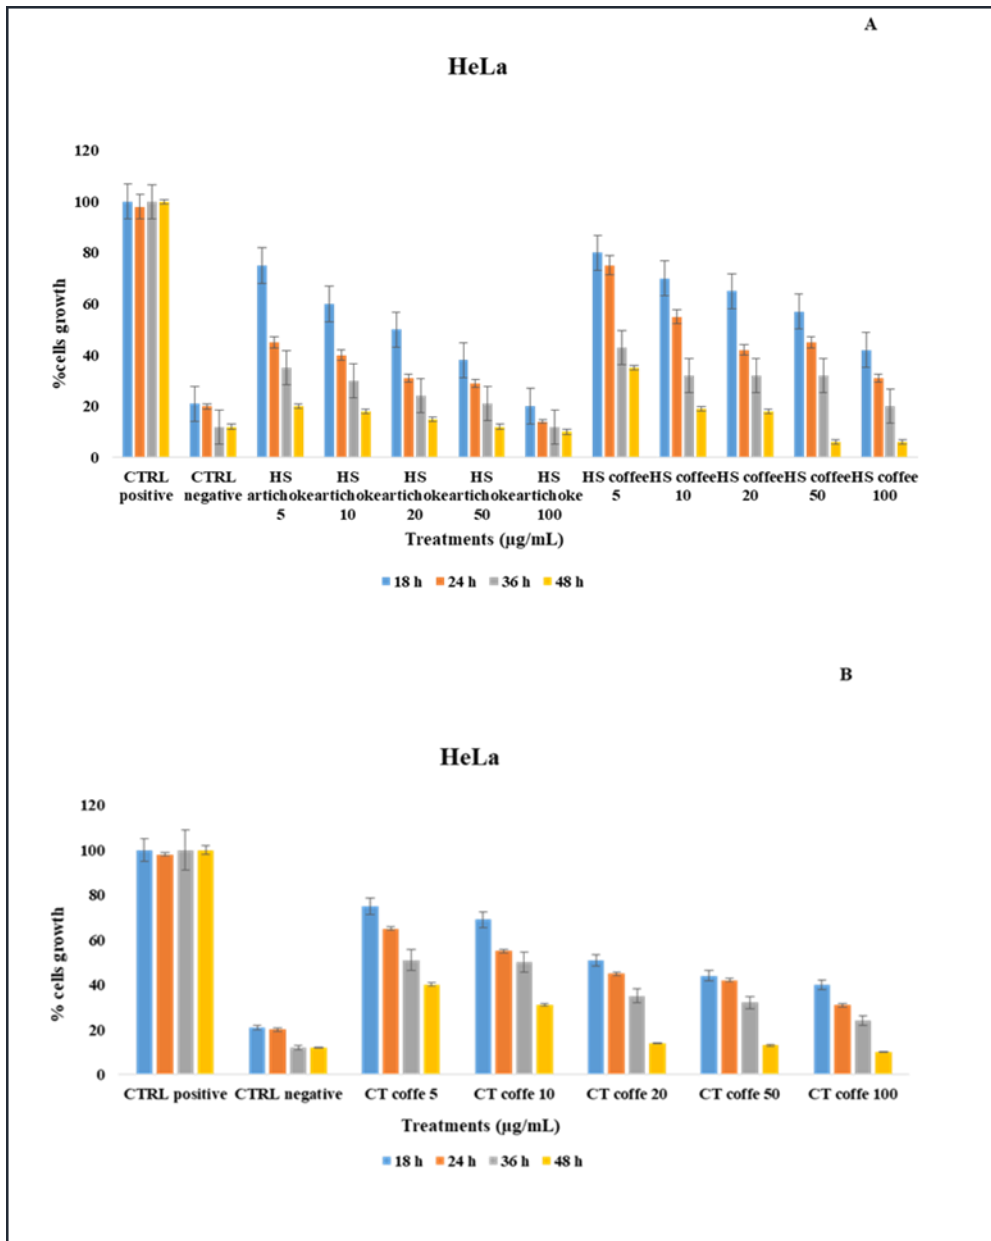 A
HeLa
%cells growth
120
100
80
60
40
20
0
CTRL positive
CTRL negative
HS artichoke 5
HS artichoke 10
HS artichoke 20
HS artichoke 50
HS artichoke 100
HS coffee 5
HS coffee 10
HS coffee 20
HS coffee 50
HS coffee 100
Treatments (µg/mL)
18 h 24 h 36 h 48 h
B
HeLa
% cells growth
120
100
80
60
40
20
0
CTRL positive CTRL negative CT coffe 5 CT coffe 10 CT coffe 20 CT coffe 50 CT coffe 100
Treatments (µg/mL)
18 h 24 h 36 h 48 h